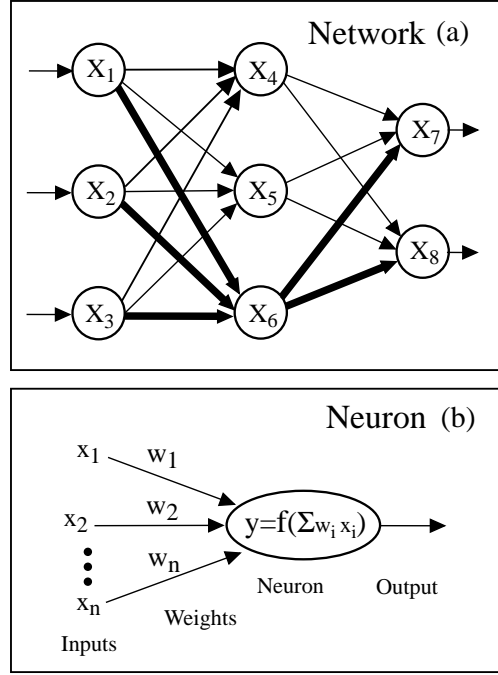 Network (a)
X1 X4
X7
X2 X5
X8
X3 X6
Neuron (b)
x1 w1
x2 w2 y=f(Σwi xi)
wn
xn
Neuron Output
Weights
Inputs